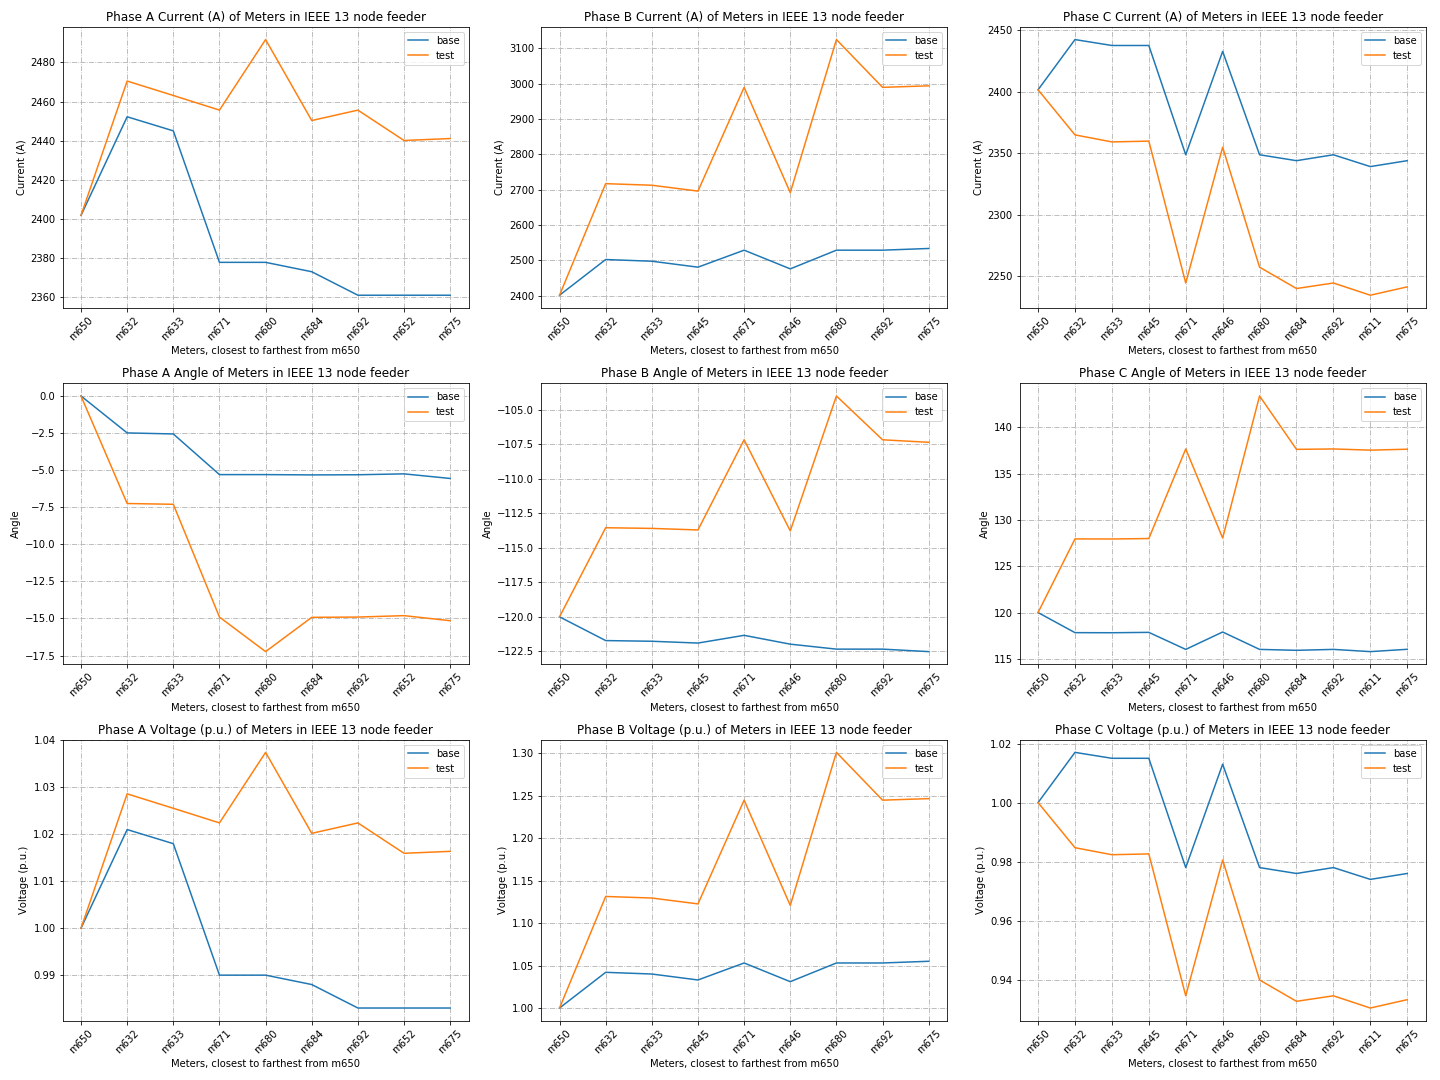 Phase A Current (A) of Meters in IEEE 13 node feeder
base
test
2480
2460
2440
2420
2400
2380
2360
Current (A)
m650 m632 m633 m671 m680 m684 m692 m652 m675
Meters, closest to farthest from m650
Phase B Current (A) of Meters in IEEE 13 node feeder
base
test
3100
3000
2900
2800
2700
2600
2500
2400
Current (A)
m650 m632 m633 m645 m671 m646 m680 m692 m675
Meters, closest to farthest from m650
Phase C Current (A) of Meters in IEEE 13 node feeder
base
test
2450
2400
2350
2300
2250
Current (A)
m650 m632 m633 m645 m671 m646 m680 m684 m692 m611 m675
Meters, closest to farthest from m650
Phase A Angle of Meters in IEEE 13 node feeder
base
test
0.0
−2.5
−5.0
−7.5
−10.0
−12.5
−15.0
−17.5
Angle
m650 m632 m633 m671 m680 m684 m692 m652 m675
Meters, closest to farthest from m650
Phase B Angle of Meters in IEEE 13 node feeder
base
test
−105.0
−107.5
−110.0
−112.5
−115.0
−117.5
−120.0
−122.5
Angle
m650 m632 m633 m645 m671 m646 m680 m692 m675
Meters, closest to farthest from m650
Phase C Angle of Meters in IEEE 13 node feeder
base
test
140
135
130
125
120
115
Angle
m650 m632 m633 m645 m671 m646 m680 m684 m692 m611 m675
Meters, closest to farthest from m650
Phase A Voltage (p.u.) of Meters in IEEE 13 node feeder
base
test
1.04
1.03
1.02
1.01
1.00
0.99
Voltage (p.u.)
m650 m632 m633 m671 m680 m684 m692 m652 m675
Meters, closest to farthest from m650
Phase B Voltage (p.u.) of Meters in IEEE 13 node feeder
base
test
1.30
1.25
1.20
1.15
1.10
1.05
1.00
Voltage (p.u.)
m650 m632 m633 m645 m671 m646 m680 m692 m675
Meters, closest to farthest from m650
Phase C Voltage (p.u.) of Meters in IEEE 13 node feeder
base
test
1.02
1.00
0.98
0.96
0.94
Voltage (p.u.)
m650 m632 m633 m645 m671 m646 m680 m684 m692 m611 m675
Meters, closest to farthest from m650